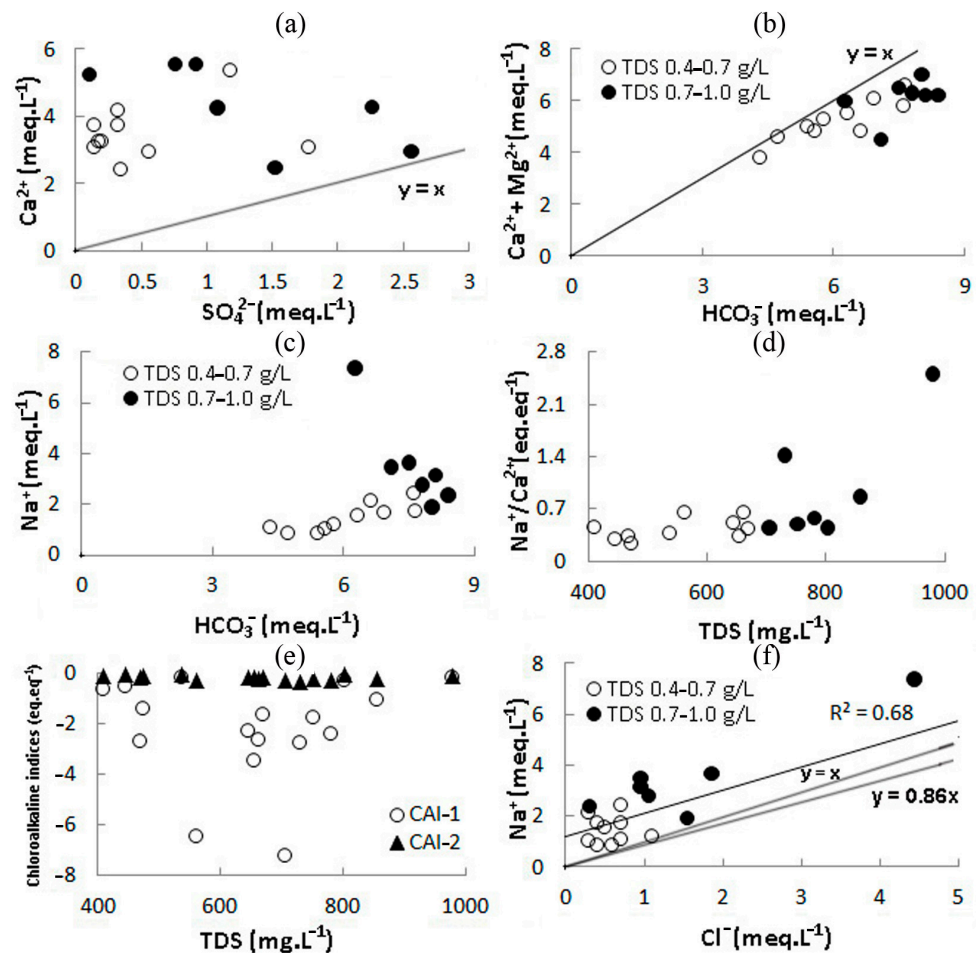 (a)
Ca²⁺ (meq.L⁻¹)
6
4
2
0
y = x
0 0.5 1 1.5 2 2.5 3
SO₄²⁻(meq.L⁻¹)
(b)
Ca²⁺+ Mg²⁺(meq.L⁻¹)
8
6
4
2
0
y = x
TDS 0.4–0.7 g/L
TDS 0.7–1.0 g/L
0 3 6 9
HCO₃⁻ (meq.L⁻¹)
(c)
Na⁺ (meq.L⁻¹)
8
6
4
2
0
TDS 0.4–0.7 g/L
TDS 0.7–1.0 g/L
0 3 6 9
HCO₃⁻ (meq.L⁻¹)
(d)
Na⁺/Ca²⁺(eq.eq⁻¹)
2.8
2.1
1.4
0.7
0
400 600 800 1000
TDS (mg.L⁻¹)
(e)
Chloroalkaline indices (eq.eq⁻¹)
-0
-2
-4
-6
-8
CAI-1
CAI-2
400 600 800 1000
TDS (mg.L⁻¹)
(f)
Na⁺(meq.L⁻¹)
8
6
4
2
0
TDS 0.4–0.7 g/L
TDS 0.7–1.0 g/L
R² = 0.68
y = x
y = 0.86x
0 1 2 3 4 5
Cl⁻(meq.L⁻¹)